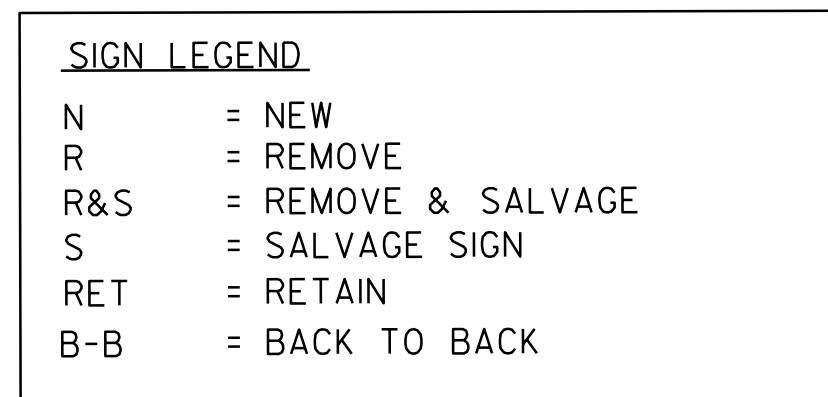 SIGN LEGEND
N = NEW
R = REMOVE
R&S = REMOVE & SALVAGE
S = SALVAGE SIGN
RET = RETAIN
B-B = BACK TO BACK